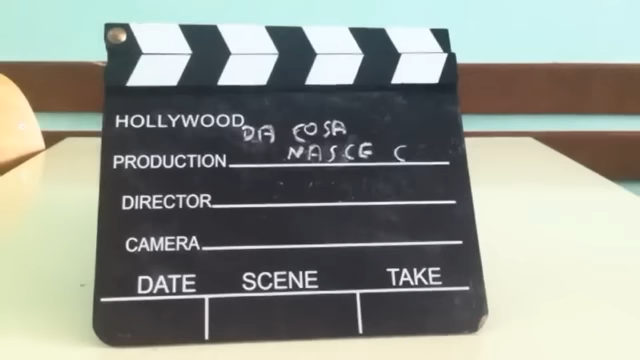 HOLLYWOOD
DA COSA
PRODUCTION NASCE C
DIRECTOR
CAMERA
DATE SCENE TAKE